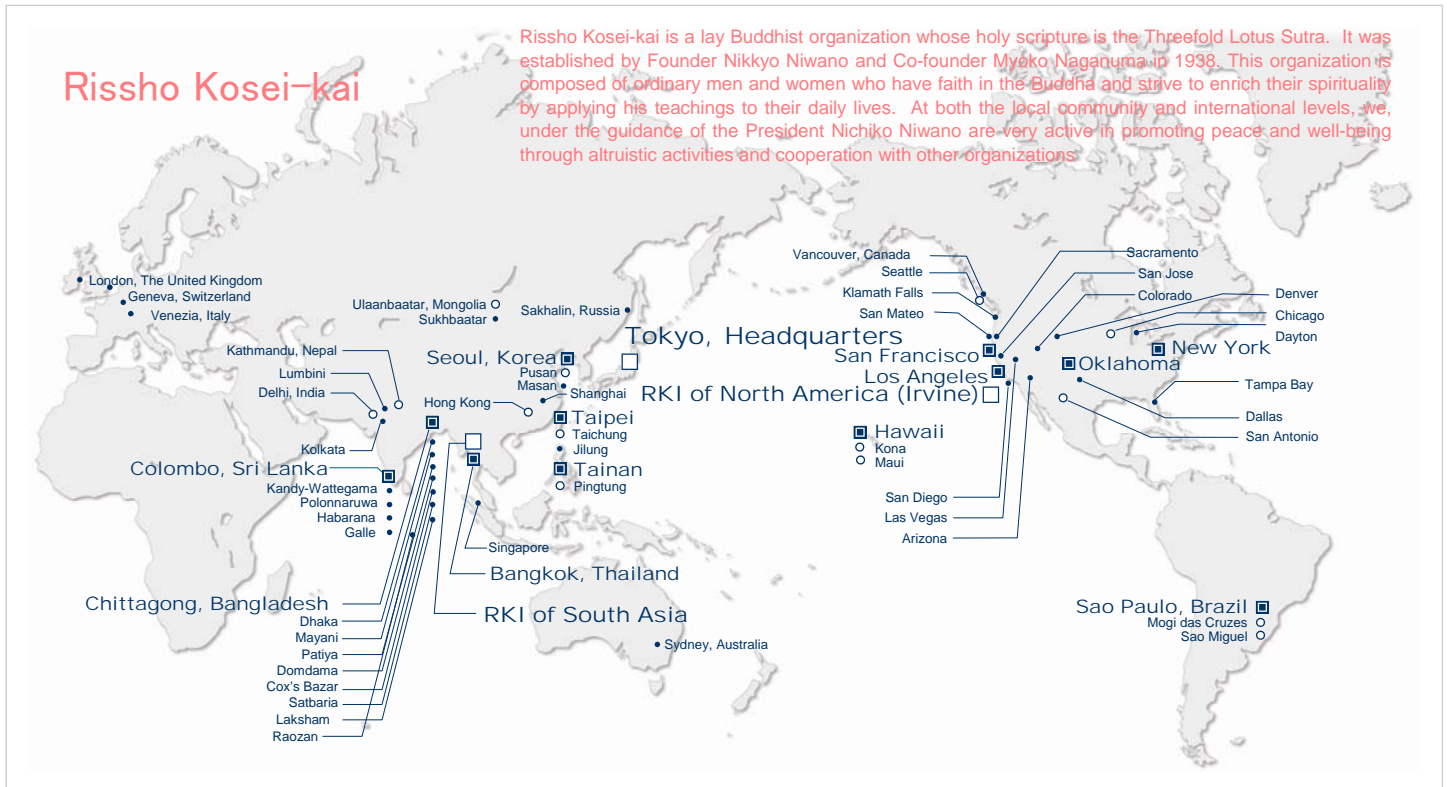 Rissho Kosei-kai
Rissho Kosei-kai is a lay Buddhist organization whose holy scripture is the Threefold Lotus Sutra. It was
established by Founder Nikkyo Niwano and Co-founder Myoko Naganuma in 1938. This organization is
composed of ordinary men and women who have faith in the Buddha and strive to enrich their spirituality
by applying his teachings to their daily lives. At both the local community and international levels, we,
under the guidance of the President Nichiko Niwano are very active in promoting peace and well-being
through altruistic activities and cooperation with other organizations
London, The United Kingdom
Geneva, Switzerland
Venezia, Italy
Ulaanbaatar, Mongolia
Sukhbaatar
Sakhalin, Russia
Tokyo, Headquarters
Kathmandu, Nepal
Lumbini
Delhi, India
Kolkata
Seoul, Korea
Pusan
Masan
Shanghai
Hong Kong
Taipei
Taichung
Jilung
Tainan
Pingtung
Colombo, Sri Lanka
Kandy-Wattegama
Polonnaruwa
Habarana
Galle
Singapore
Bangkok, Thailand
RKI of South Asia
Chittagong, Bangladesh
Dhaka
Mayani
Patiya
Domdama
Cox's Bazar
Satbaria
Laksham
Raozan
Sydney, Australia
Vancouver, Canada
Seattle
Klamath Falls
San Mateo
San Francisco
Los Angeles
RKI of North America (Irvine)
Hawaii
Kona
Maui
San Diego
Las Vegas
Arizona
Sacramento
San Jose
Colorado
Denver
Chicago
Dayton
New York
Oklahoma
Tampa Bay
Dallas
San Antonio
Sao Paulo, Brazil
Mogi das Cruzes
Sao Miguel